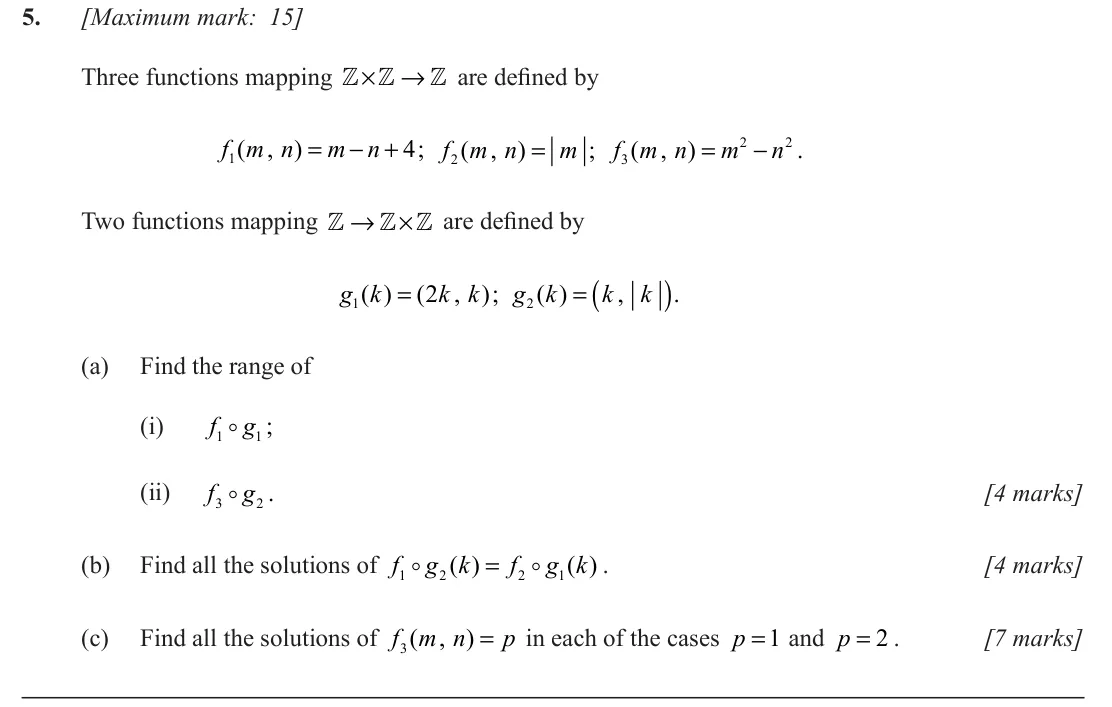 5. [Maximum mark: 15]
Three functions mapping ℤ×ℤ→ℤ are defined by
f₁(m, n) = m − n + 4; f₂(m, n) = |m|; f₃(m, n) = m² − n².
Two functions mapping ℤ→ℤ×ℤ are defined by
g₁(k) = (2k, k); g₂(k) = (k, |k|).
(a) Find the range of
(i) f₁ ∘ g₁;
(ii) f₃ ∘ g₂. [4 marks]
(b) Find all the solutions of f₁ ∘ g₂(k) = f₂ ∘ g₁(k). [4 marks]
(c) Find all the solutions of f₃(m, n) = p in each of the cases p = 1 and p = 2. [7 marks]